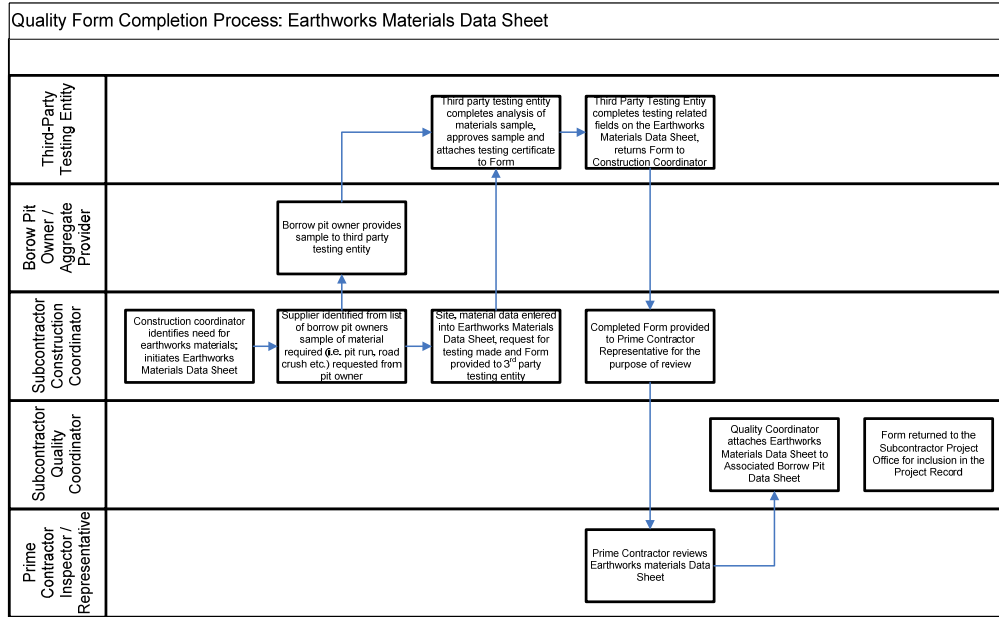 Quality Form Completion Process: Earthworks Materials Data Sheet
Third-Party
Testing Entity
Third party testing entity
completes analysis of
materials sample,
approves sample and
attaches testing certificate
to Form
Third Party Testing Entiy
completes testing related
fields on the Earthworks
Materials Data Sheet,
returns Form to
Construction Coordinator
Borow Pit
Owner /
Aggregate
Provider
Borrow pit owner provides
sample to third party
testing entity
Subcontractor
Construction
Coordinator
Construction coordinator
identifies need for
earthworks materials;
initiates Earthworks
Materials Data Sheet
Supplier identified from list
of borrow pit owners
sample of material
required (i.e. pit run, road
crush etc.) requested from
pit owner
Site, material data entered
into Earthworks Materials
Data Sheet, request for
testing made and Form
provided to 3rd party
testing entity
Completed Form provided
to Prime Contractor
Representative for the
purpose of review
Subcontractor
Quality
Coordinator
Quality Coordinator
attaches Earthworks
Materials Data Sheet to
Associated Borrow Pit
Data Sheet
Form returned to the
Subcontractor Project
Office for inclusion in the
Project Record
Prime
Contractor
Inspector /
Representative
Prime Contractor reviews
Earthworks materials Data
Sheet